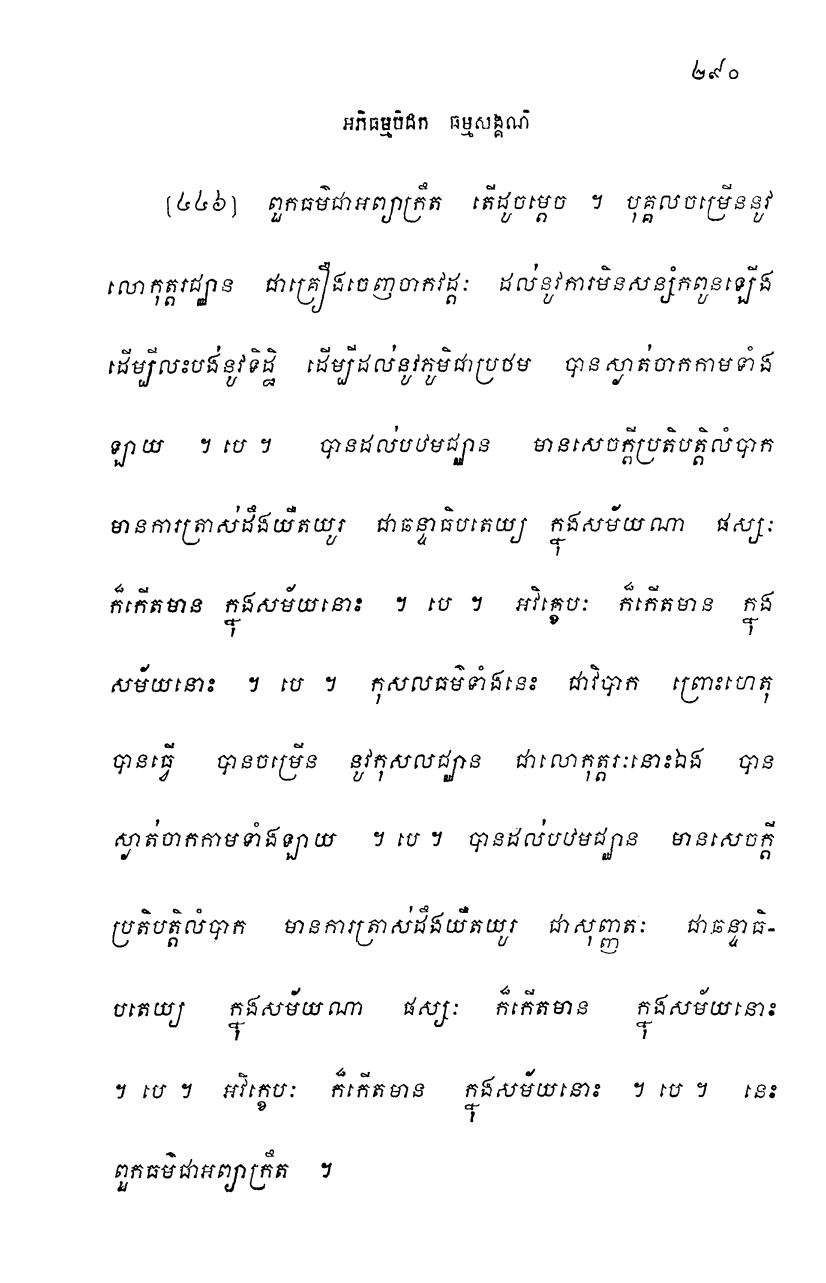 ២៩០
អភិធម្មបិដក ធម្មសង្គណិ
[៤៤៦] ពួកធម៌ជាអព្យាក្រឹត តើដូចម្តេច ។ បុគ្គលចម្រើននូវ
លោកុត្តរជ្ឈាន ជាគ្រឿងចេញចាកវដ្តៈ ដល់នូវការមិនសន្សំកពូនឡើង
ដើម្បីលះបង់នូវទិដ្ឋិ ដើម្បីដល់នូវភូមិជាប្រថម បានស្ងាត់ចាកកាមទាំង
ឡាយ ។ បេ ។ បានដល់បឋមជ្ឈាន មានសេចក្តីប្រតិបត្តិលំបាក
មានការត្រាស់ដឹងយឺតយូរ ជាឆន្ទាធិបតេយ្យ ក្នុងសម័យណា ផស្សៈ
ក៏កើតមាន ក្នុងសម័យនោះ ។ បេ ។ អវិក្ខេបៈ ក៏កើតមាន ក្នុង
សម័យនោះ ។ បេ ។ កុសលធម៌ទាំងនេះ ជាវិបាក ព្រោះហេតុ
បានធ្វើ បានចម្រើន នូវកុសលជ្ឈាន ជាលោកុត្តរៈនោះឯង បាន
ស្ងាត់ចាកកាមទាំងឡាយ ។ បេ ។ បានដល់បឋមជ្ឈាន មានសេចក្តី
ប្រតិបត្តិលំបាក មានការត្រាស់ដឹងយឺតយូរ ជាសុញ្ញតៈ ជាឆន្ទាធិ-
បតេយ្យ ក្នុងសម័យណា ផស្សៈ ក៏កើតមាន ក្នុងសម័យនោះ
។ បេ ។ អវិក្ខេបៈ ក៏កើតមាន ក្នុងសម័យនោះ ។ បេ ។ នេះ
ពួកធម៌ជាអព្យាក្រឹត ។